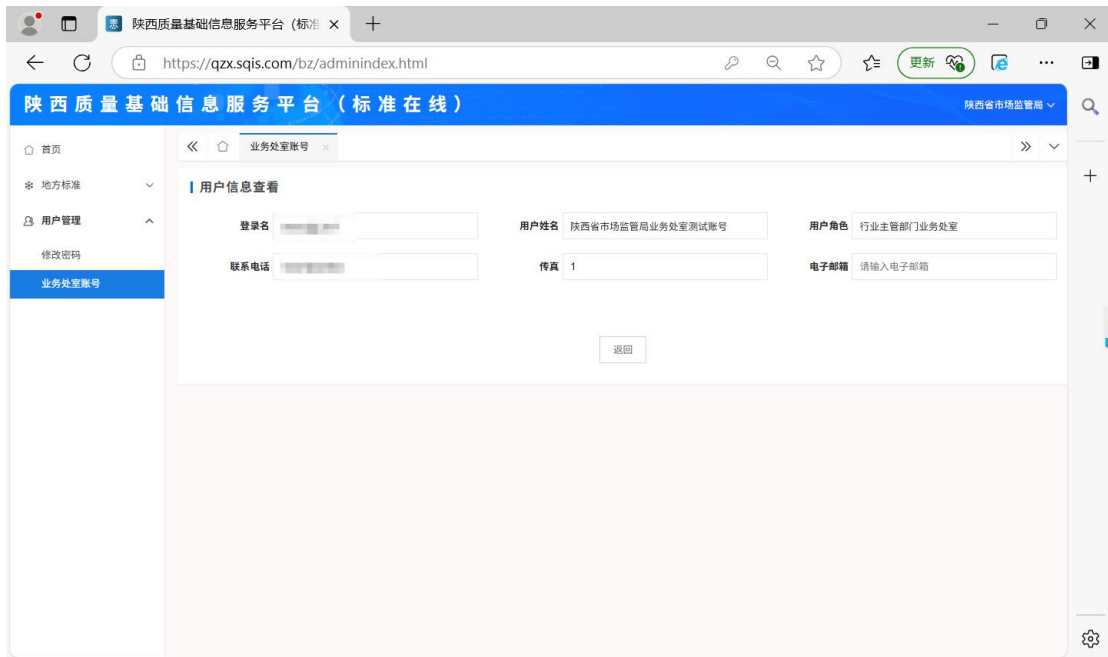 陕西质量基础信息服务平台（标准
https://qzx.sqis.com/bz/adminindex.html
更新
陕西质量基础信息服务平台（标准在线）
陕西省市场监管局
首页
业务处室账号
地方标准
用户信息查看
用户管理
登录名
用户姓名 陕西省市场监管局业务处室测试账号
用户角色 行业主管部门业务处室
修改密码
联系电话
传真 1
电子邮箱 请输入电子邮箱
业务处室账号
返回